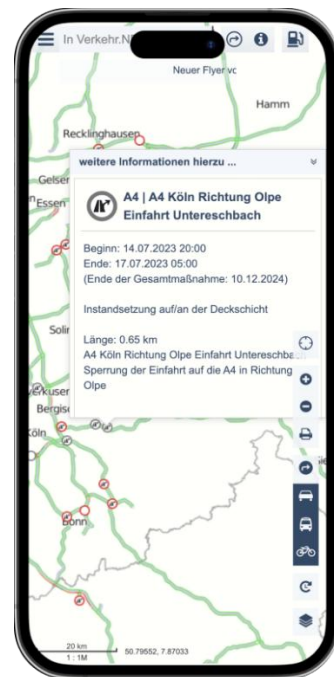 In Verkehr.N
Neuer Flyer vo
Hamm
Recklinghausen
weitere Informationen hierzu ...
Gelser
Essen
A4 | A4 Köln Richtung Olpe
Einfahrt Untereschbach
Beginn: 14.07.2023 20:00
Ende: 17.07.2023 05:00
(Ende der Gesamtmaßnahme: 10.12.2024)
Instandsetzung auf/an der Deckschicht
Solin
Länge: 0.65 km
A4 Köln Richtung Olpe Einfahrt Untereschbach
Sperrung der Einfahrt auf die A4 in Richtung
Olpe
erkuser
Bergisc
Köln
Bonn
20 km
1 : 1M
50.79552, 7.87033